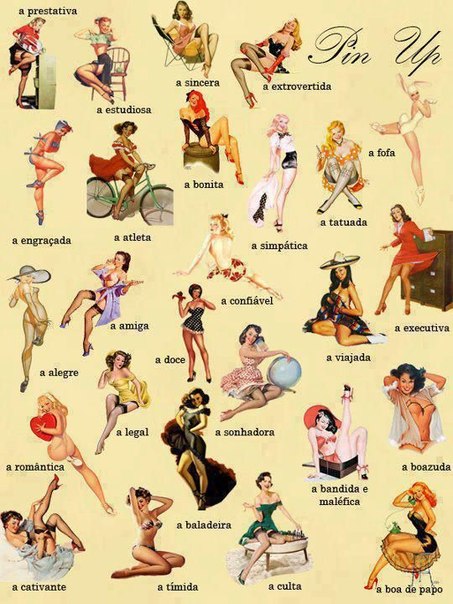 a prestativa
Pin Up
a sincera
a extrovertida
a estudiosa
a fofa
a bonita
a tatuada
a engraçada
a atleta
a simpática
a confiável
a executiva
a amiga
a viajada
a doce
a alegre
a legal
a sonhadora
a romântica
a boazuda
a bandida e
maléfica
a baladeira
a cativante
a tímida
a culta
a boa de papo